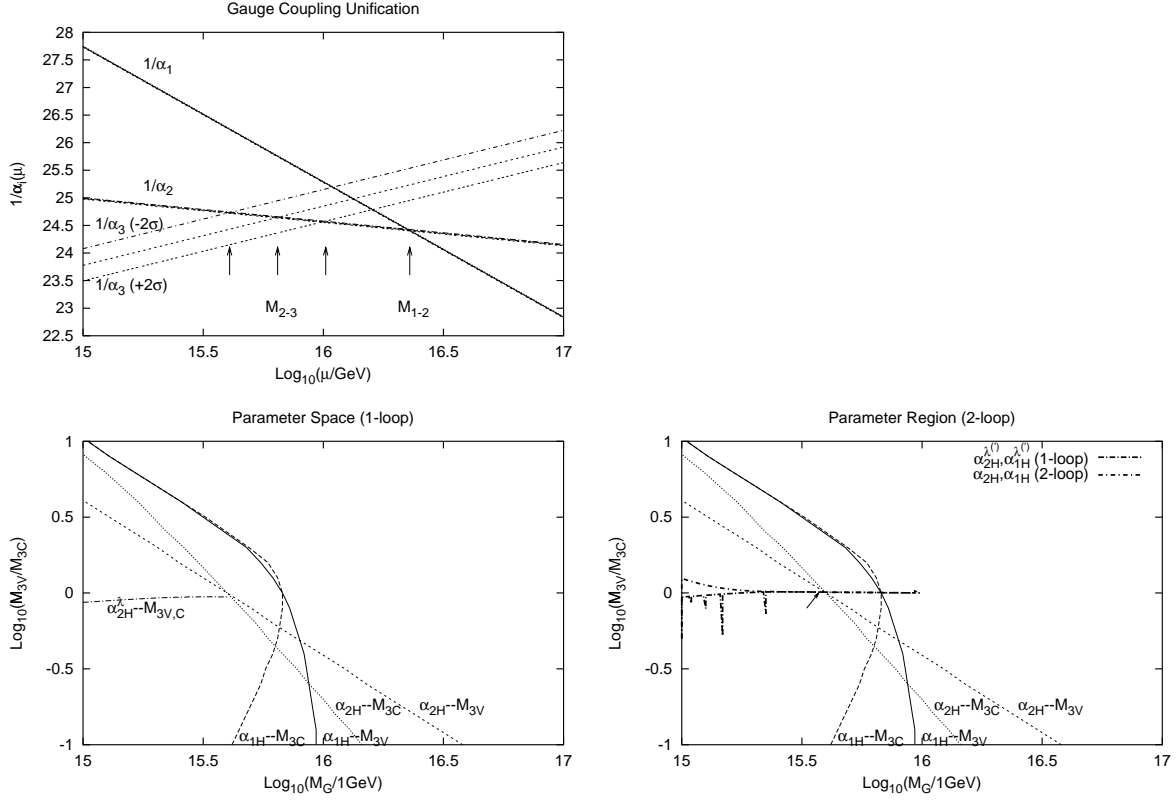 Gauge Coupling Unification
28
27
26.5
26
25.5
25
24.5
24
23.5
23
22.5
1/αi(μ)
1/α1
1/α2
1/α3 (-2σ)
1/α3 (+2σ)
M2-3
M1-2
15
15.5
16
16.5
17
Log10(μ/GeV)
Parameter Space (1-loop)
1
0.5
0
-0.5
-1
Log10(M3V/M3C)
αλ2H--M3V,C
α2H--M3C
α2H--M3V
α1H--M3C
α1H--M3V
15
15.5
16
16.5
17
Log10(MG/1GeV)
Parameter Region (2-loop)
1
0.5
0
-0.5
-1
Log10(M3V/M3C)
αλ(')2H,αλ(')1H (1-loop)
α2H,α1H (2-loop)
α2H--M3C
α2H--M3V
α1H--M3C
α1H--M3V
15
15.5
16
16.5
17
Log10(MG/1GeV)